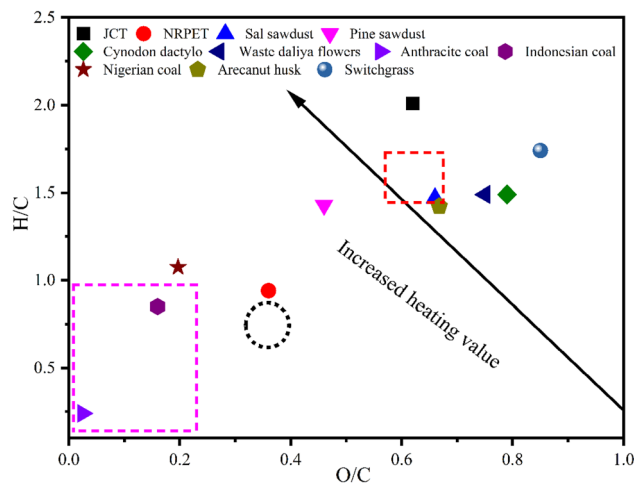 JCT NRPET Sal sawdust Pine sawdust
Cynodon dactylo Waste daliya flowers Anthracite coal Indonesian coal
Nigerian coal Arecanut husk Switchgrass
2.5
2.0
1.5
1.0
0.5
H/C
Increased heating value
0.0 0.2 0.4 0.6 0.8 1.0
O/C